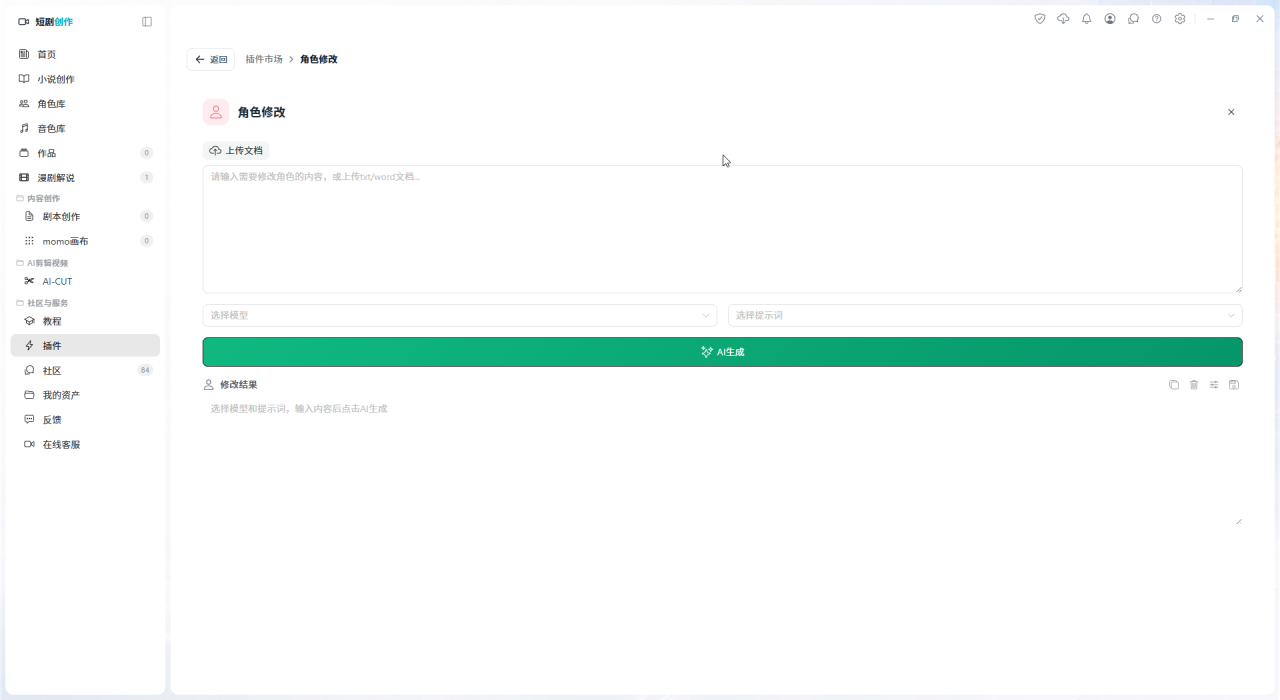 短剧创作
首页
小说创作
角色库
音色库
作品 0
漫剧解说 1
内容创作
剧本创作 0
momo画布 0
AI剪辑视频
AI-CUT
社区与服务
教程
插件
社区 84
我的资产
反馈
在线客服
返回 插件市场 > 角色修改
角色修改
上传文档
请输入需要修改角色的内容，或上传txt/word文档...
选择模型 选择提示词
AI生成
修改结果
选择模型和提示词，输入内容后点击AI生成